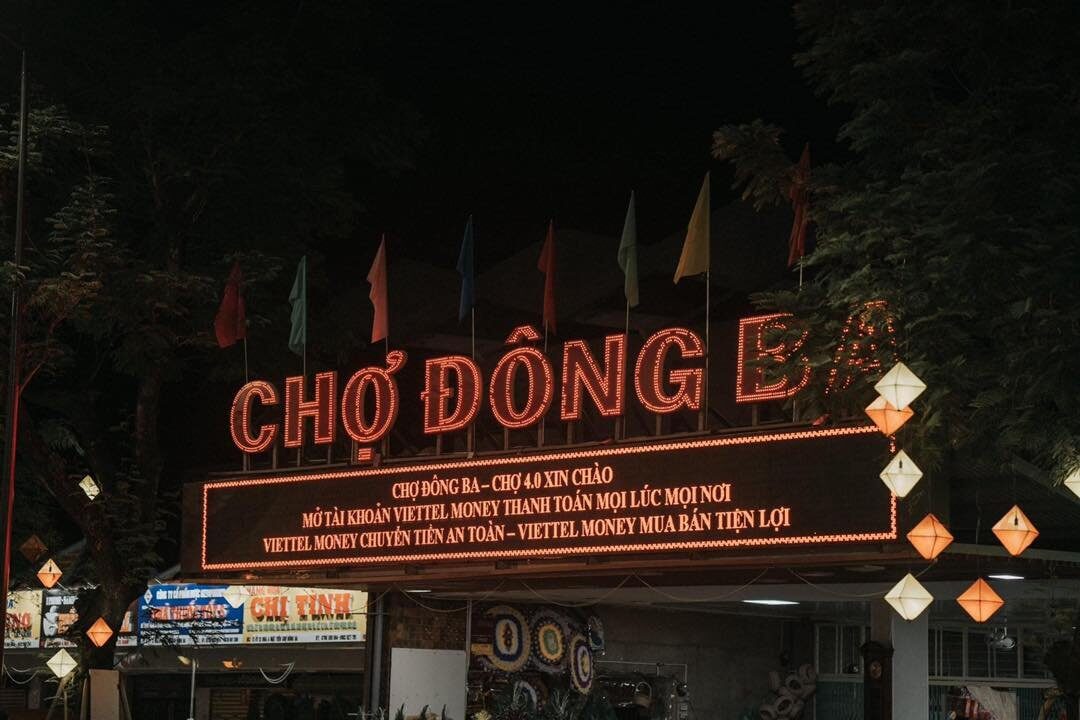 CHỢ ĐÔNG BA
CHỢ ĐÔNG BA – CHỢ 4.0 XIN CHÀO
MỞ TÀI KHOẢN VIETTEL MONEY THANH TOÁN MỌI LÚC MỌI NƠI
VIETTEL MONEY CHUYỂN TIỀN AN TOÀN – VIETTEL MONEY MUA BÁN TIỆN LỢI
CHỊ TÌNH